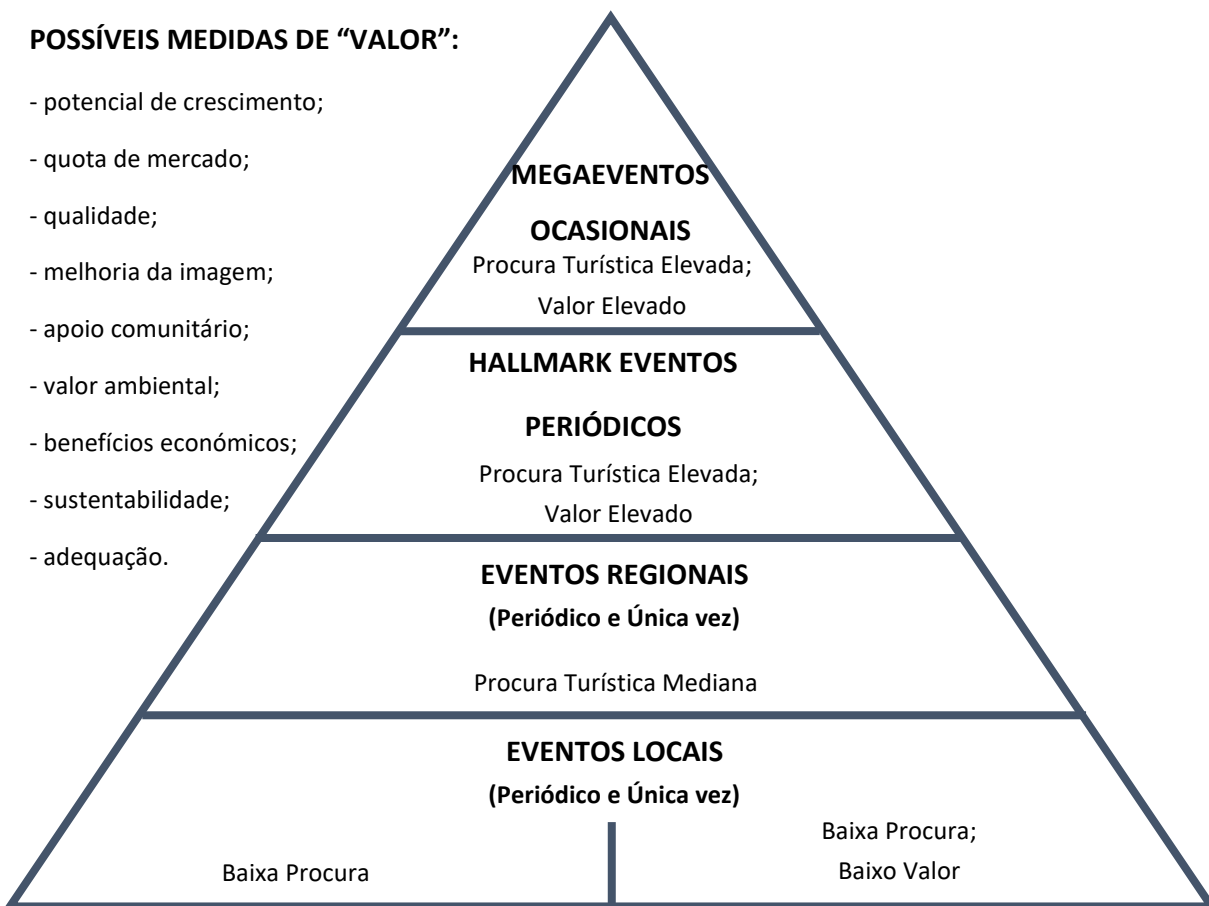 POSSÍVEIS MEDIDAS DE “VALOR”:
- potencial de crescimento;
- quota de mercado;
- qualidade;
- melhoria da imagem;
- apoio comunitário;
- valor ambiental;
- benefícios económicos;
- sustentabilidade;
- adequação.
MEGAEVENTOS
OCASIONAIS
Procura Turística Elevada;
Valor Elevado
HALLMARK EVENTOS
PERIÓDICOS
Procura Turística Elevada;
Valor Elevado
EVENTOS REGIONAIS
(Periódico e Única vez)
Procura Turística Mediana
EVENTOS LOCAIS
(Periódico e Única vez)
Baixa Procura
Baixa Procura;
Baixo Valor